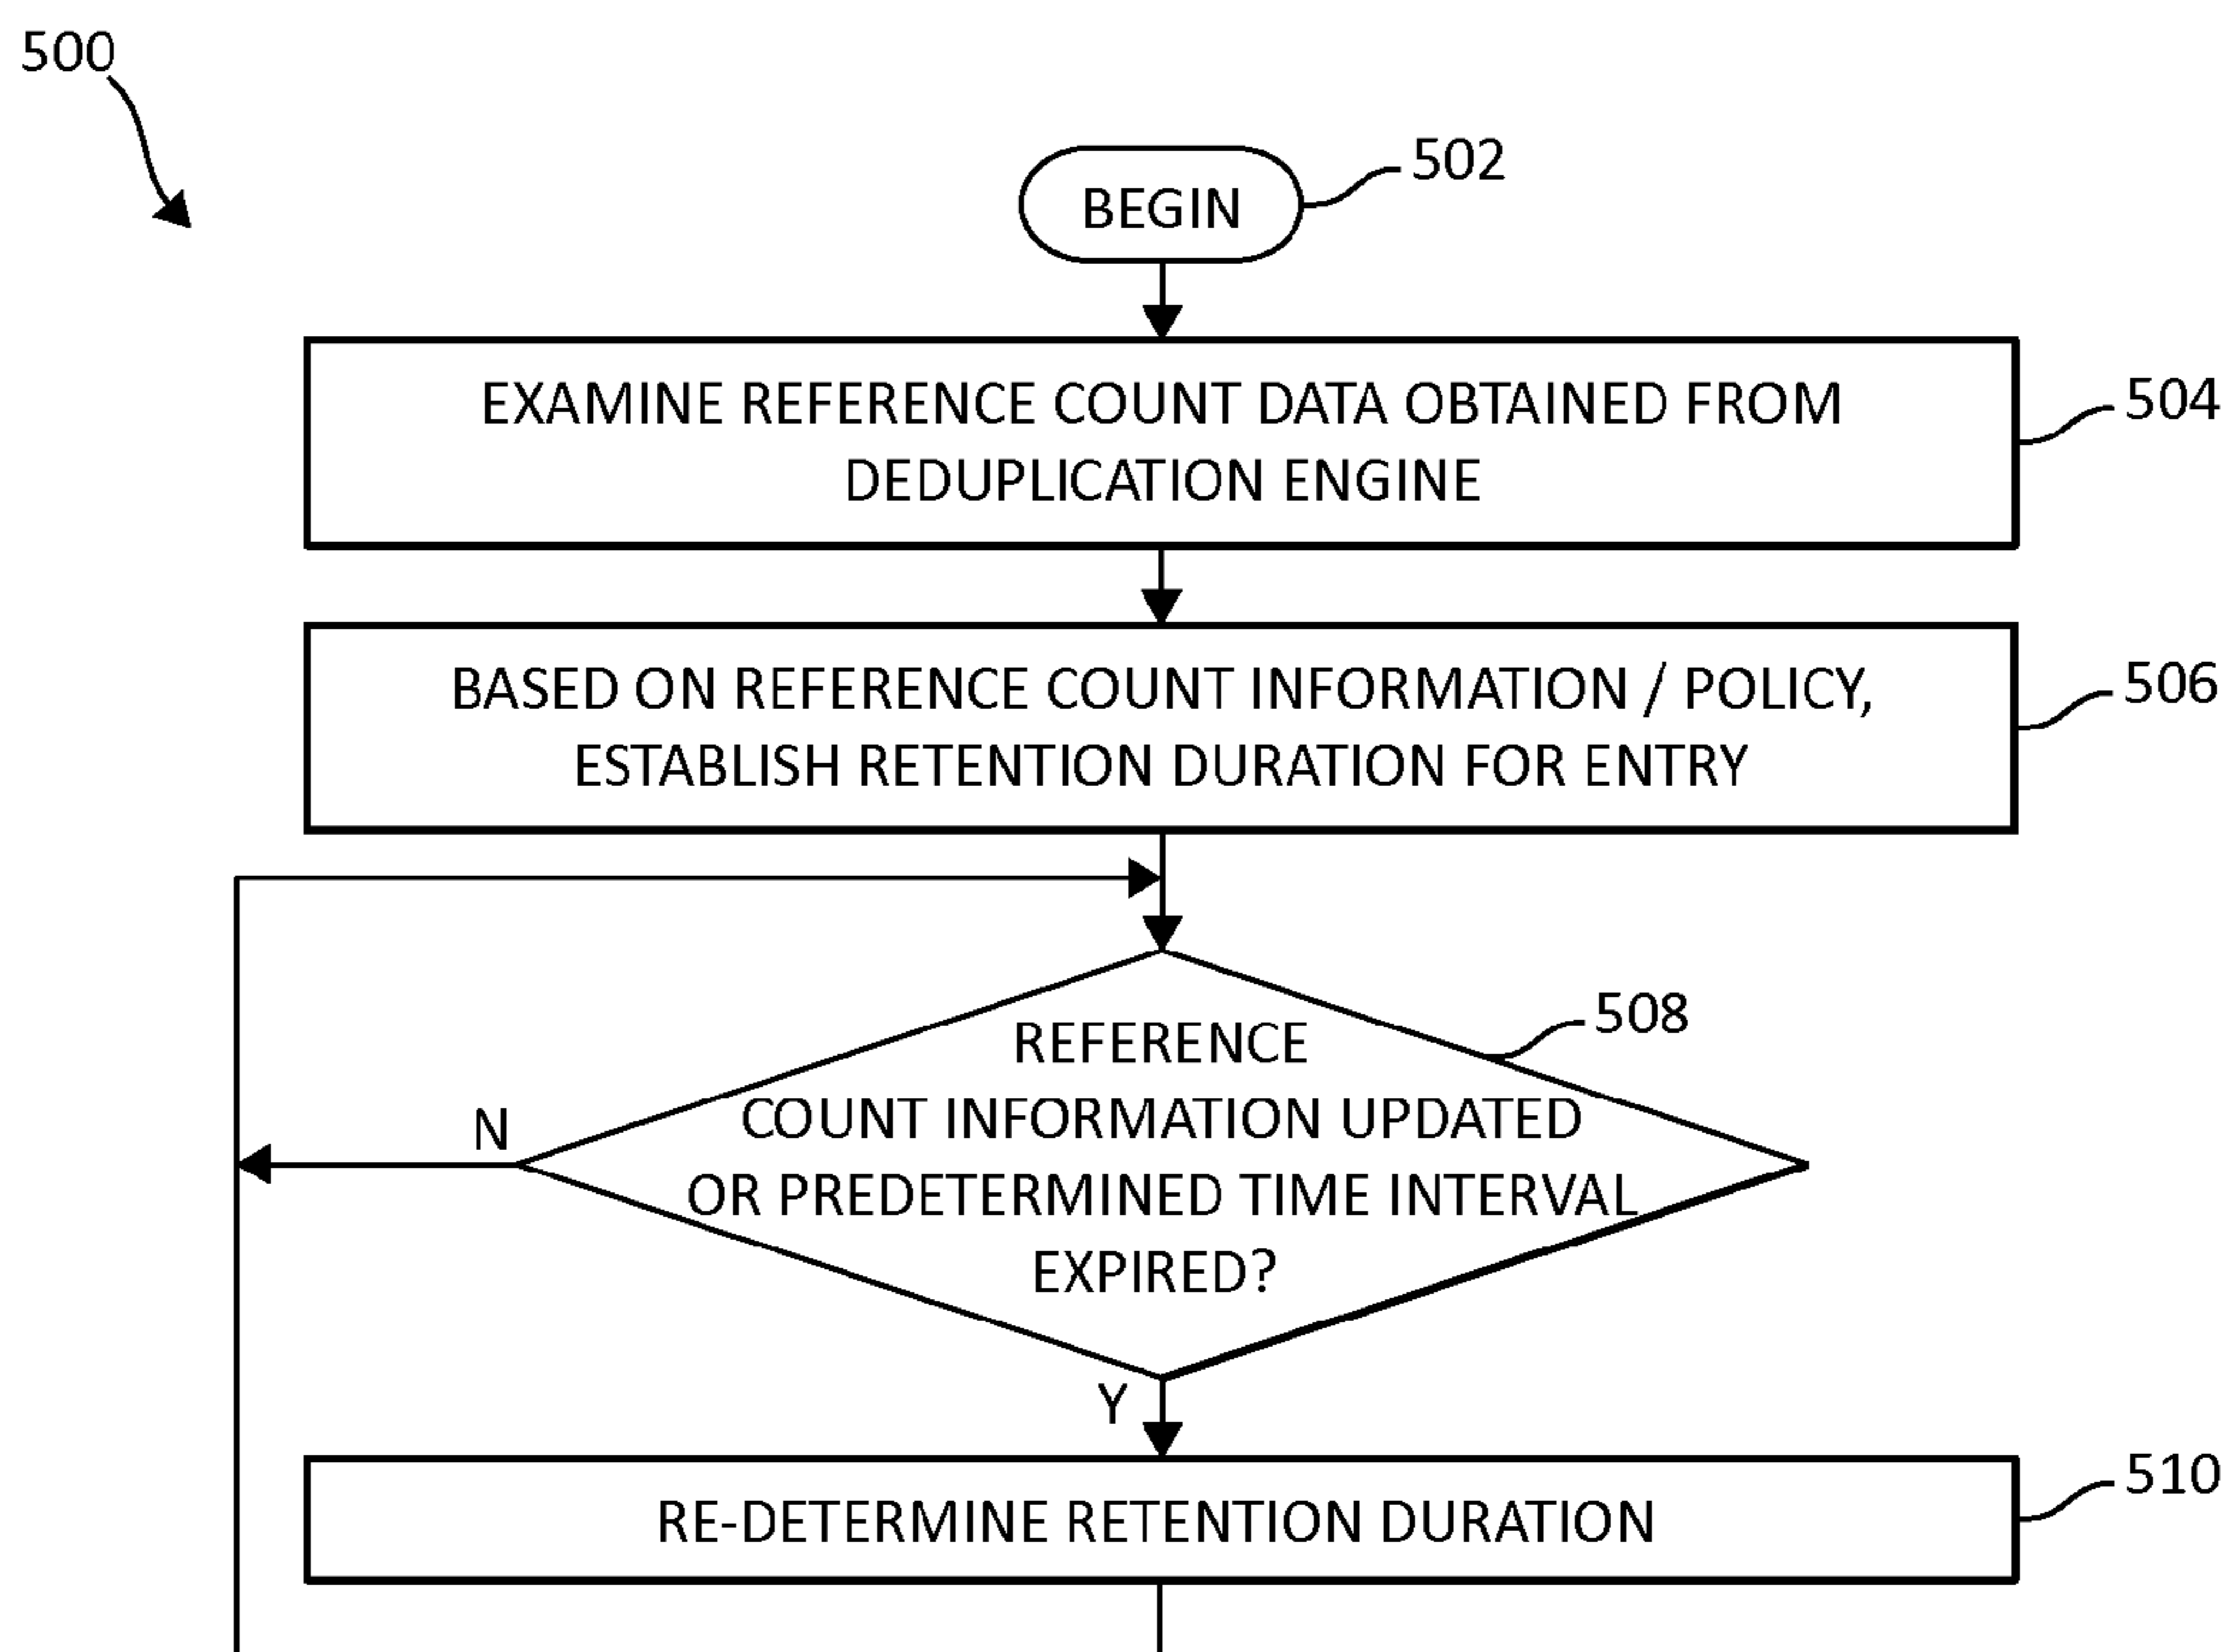 500
BEGIN
502
EXAMINE REFERENCE COUNT DATA OBTAINED FROM
DEDUPLICATION ENGINE
504
BASED ON REFERENCE COUNT INFORMATION / POLICY,
ESTABLISH RETENTION DURATION FOR ENTRY
506
REFERENCE
COUNT INFORMATION UPDATED
OR PREDETERMINED TIME INTERVAL
EXPIRED?
508
N
Y
RE-DETERMINE RETENTION DURATION
510